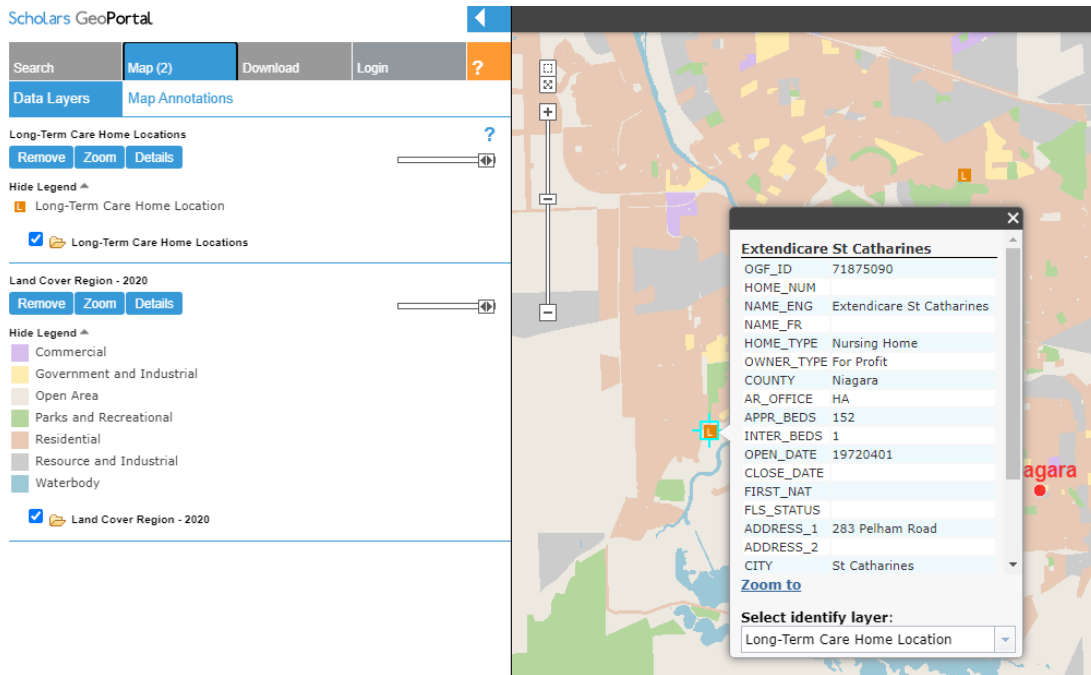 Scholars GeoPortal
Search
Map (2)
Download
Login
?
Data Layers
Map Annotations
Long-Term Care Home Locations
?
Remove Zoom Details
Hide Legend
L Long-Term Care Home Location
Long-Term Care Home Locations
Land Cover Region - 2020
Remove Zoom Details
Hide Legend
Commercial
Government and Industrial
Open Area
Parks and Recreational
Residential
Resource and Industrial
Waterbody
Land Cover Region - 2020
L
L
agara
Extendicare St Catharines
OGF_ID 71875090
HOME_NUM
NAME_ENG Extendicare St Catharines
NAME_FR
HOME_TYPE Nursing Home
OWNER_TYPE For Profit
COUNTY Niagara
AR_OFFICE HA
APPR_BEDS 152
INTER_BEDS 1
OPEN_DATE 19720401
CLOSE_DATE
FIRST_NAT
FLS_STATUS
ADDRESS_1 283 Pelham Road
ADDRESS_2
CITY St Catharines
Zoom to
Select identify layer:
Long-Term Care Home Location